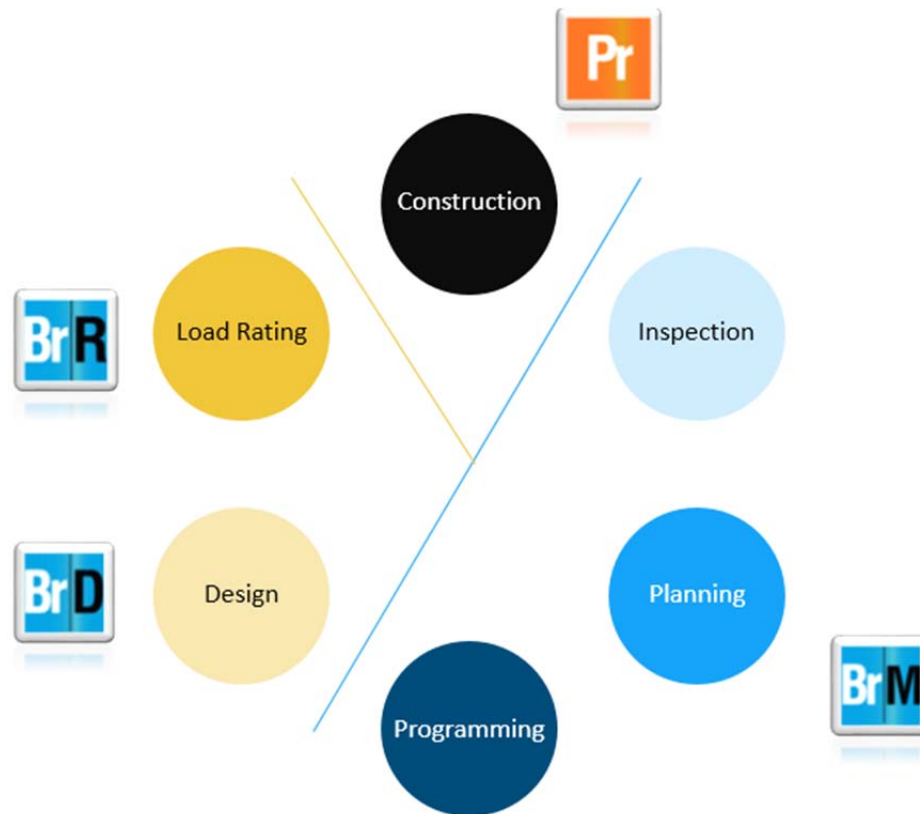 Pr
Construction
Load Rating
Inspection
BrR
Design
Planning
BrD
Programming
BrM